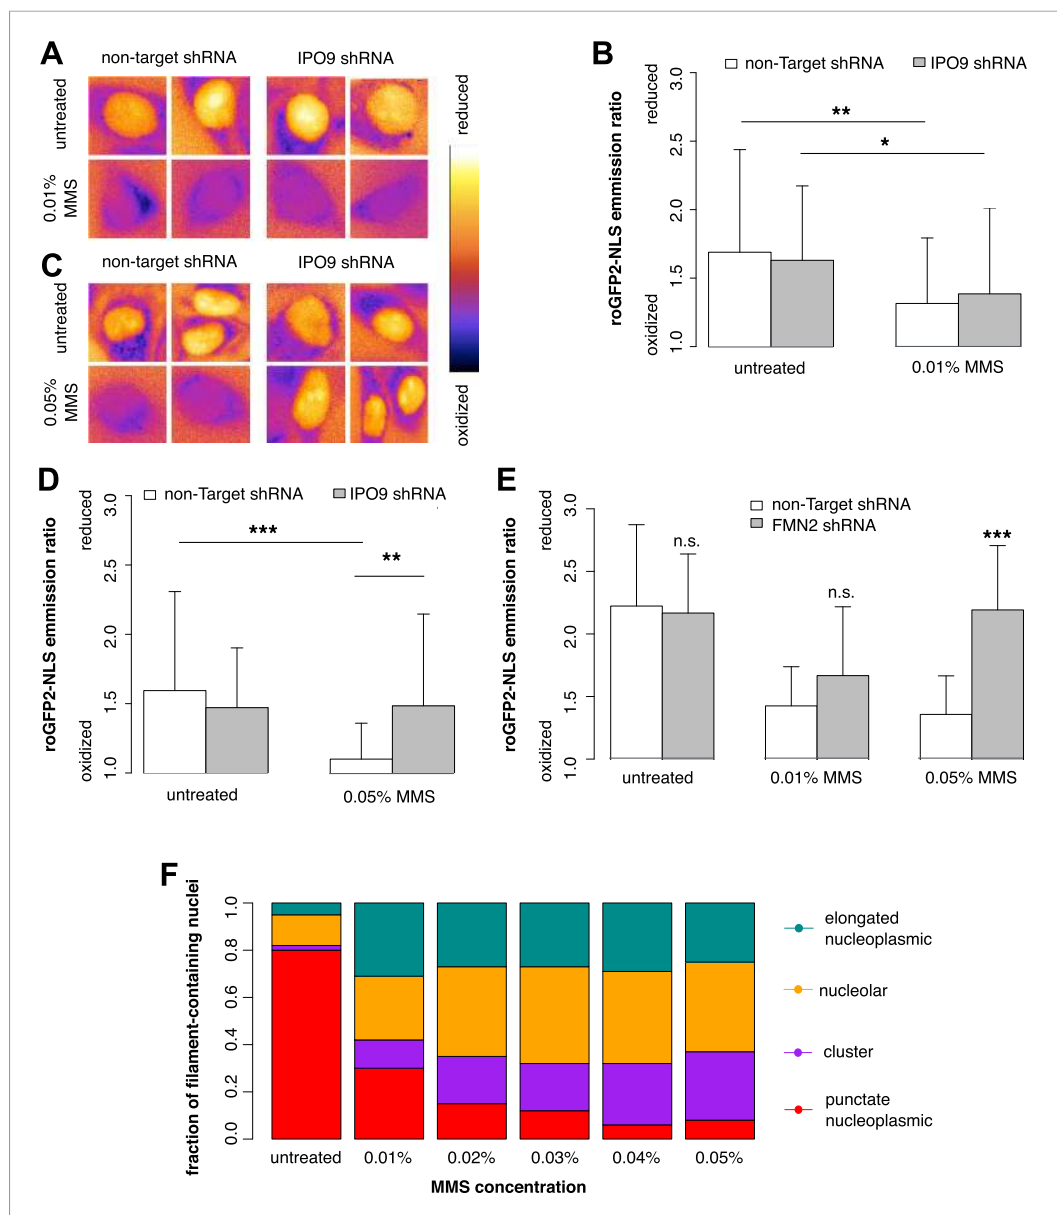 A
non-target shRNA
IPO9 shRNA
untreated
0.01%
MMS
reduced
oxidized
C
non-target shRNA
IPO9 shRNA
untreated
0.05%
MMS
B
non-Target shRNA
IPO9 shRNA
roGFP2-NLS emmission ratio
reduced
oxidized
3.0
2.5
2.0
1.5
1.0
**
*
untreated
0.01% MMS
D
non-Target shRNA
IPO9 shRNA
roGFP2-NLS emmission ratio
reduced
oxidized
3.0
2.5
2.0
1.5
1.0
***
**
untreated
0.05% MMS
E
non-Target shRNA
FMN2 shRNA
roGFP2-NLS emmission ratio
reduced
oxidized
3.0
2.5
2.0
1.5
1.0
n.s.
n.s.
***
untreated
0.01% MMS
0.05% MMS
F
fraction of filament-containing nuclei
1.0
0.8
0.6
0.4
0.2
0.0
untreated
0.01%
0.02%
0.03%
0.04%
0.05%
MMS concentration
elongated
nucleoplasmic
nucleolar
cluster
punctate
nucleoplasmic